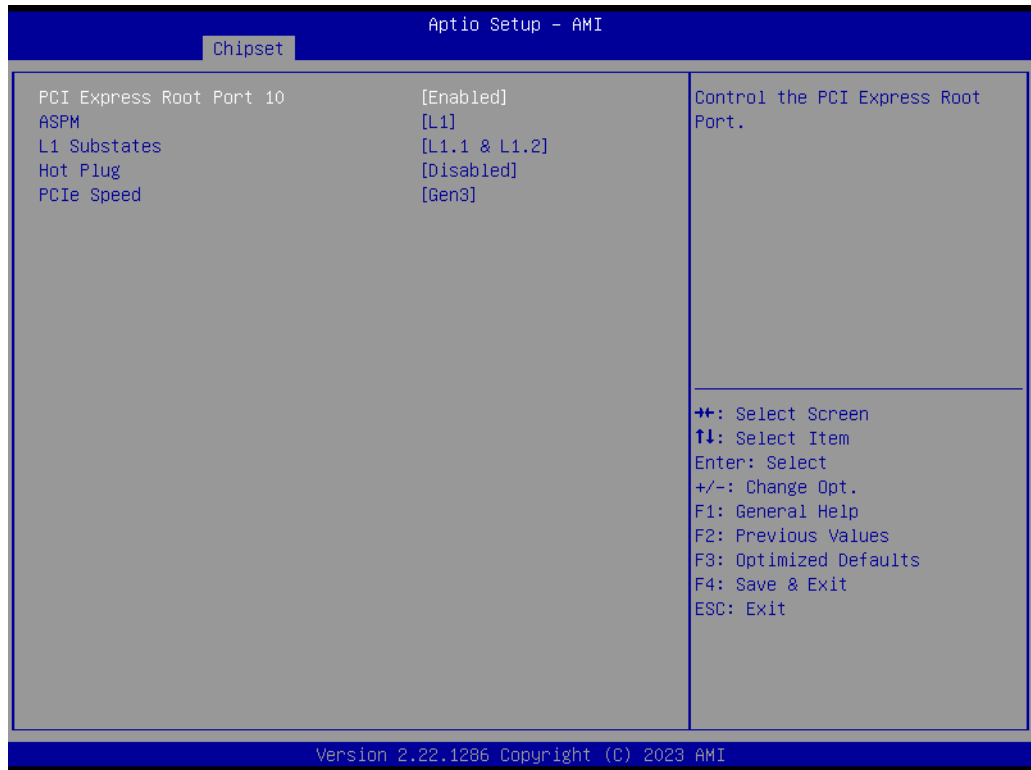 Aptio Setup – AMI
Chipset
PCI Express Root Port 10 [Enabled]
ASPM [L1]
L1 Substates [L1.1 & L1.2]
Hot Plug [Disabled]
PCIe Speed [Gen3]
Control the PCI Express Root
Port.
→←: Select Screen
↑↓: Select Item
Enter: Select
+/-: Change Opt.
F1: General Help
F2: Previous Values
F3: Optimized Defaults
F4: Save & Exit
ESC: Exit
Version 2.22.1286 Copyright (C) 2023 AMI